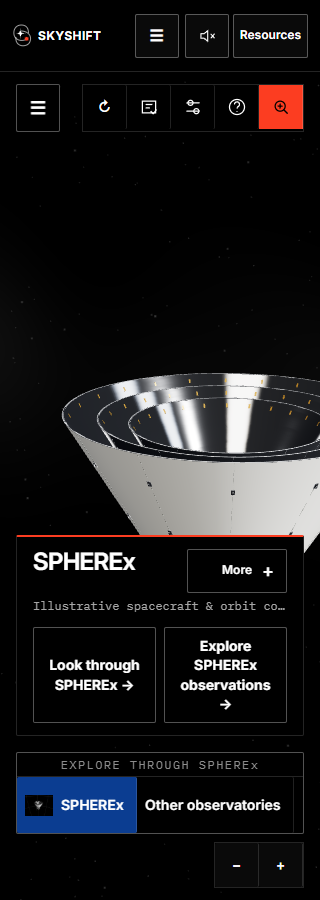 SKYSHIFT
Resources
SPHEREx
More +
Illustrative spacecraft & orbit co…
Look through
SPHEREx →
Explore
SPHEREx
observations
→
EXPLORE THROUGH SPHEREx
SPHEREx
Other observatories
- +